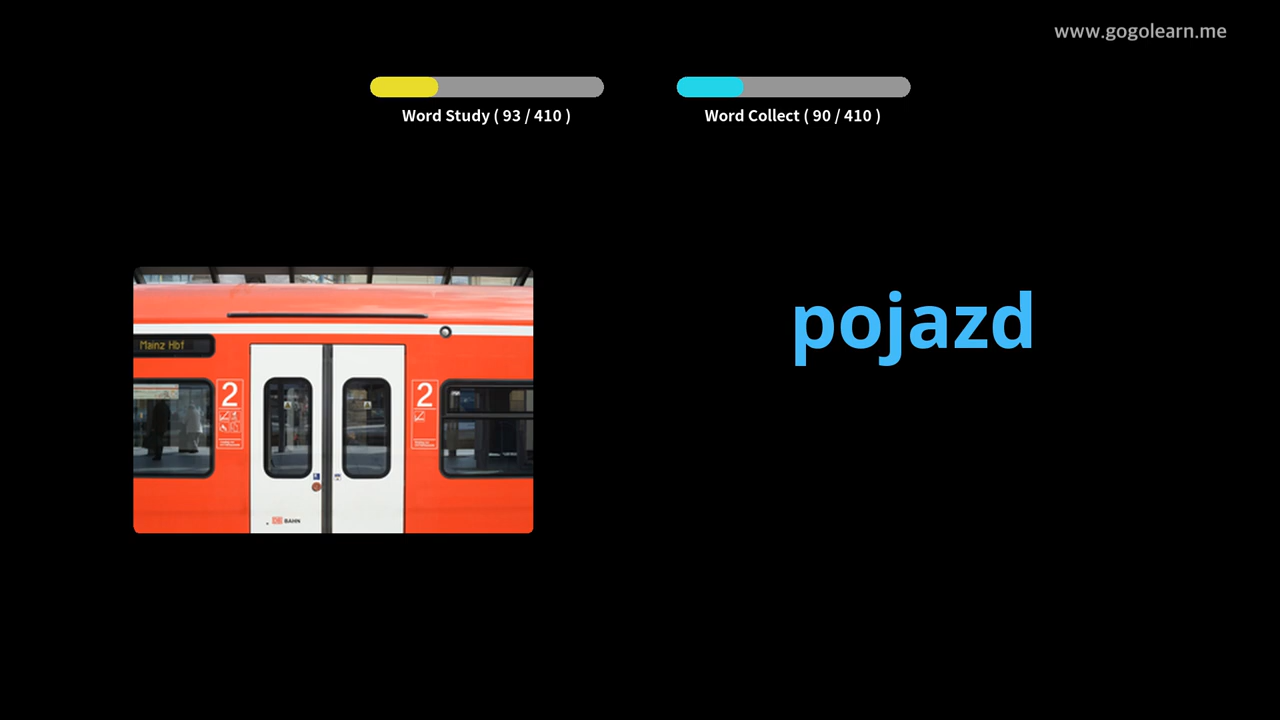 www.gogolearn.me
Word Study ( 93 / 410 )
Word Collect ( 90 / 410 )
pojazd
Mainz Hbf
2
2
DB BAHN